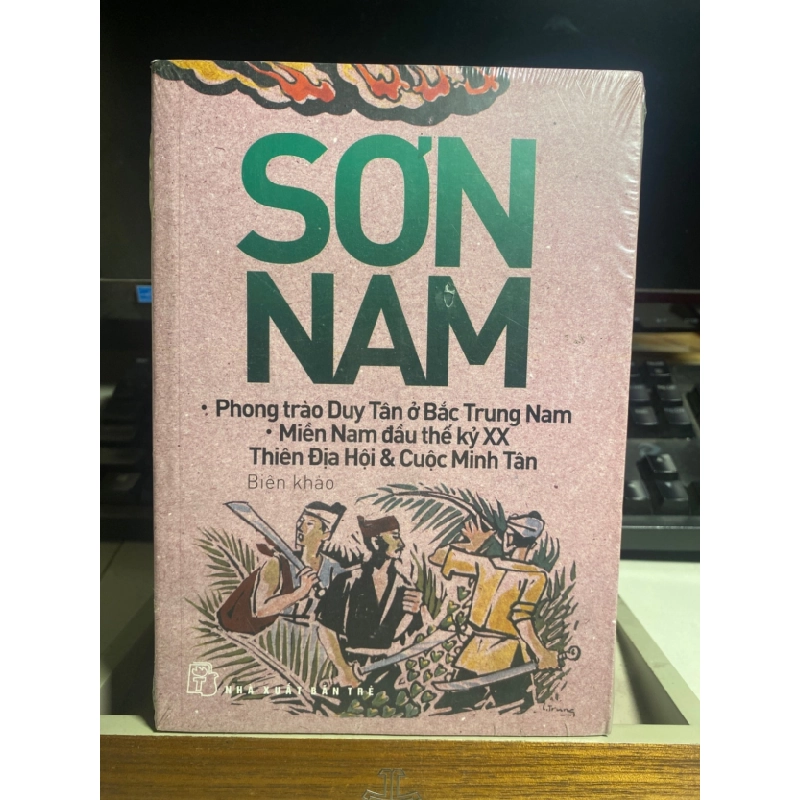 SƠN
NAM
• Phong trào Duy Tân ở Bắc Trung Nam
• Miền Nam đầu thế kỷ XX
Thiên Địa Hội & Cuộc Minh Tân
Biên khảo
NHÀ XUẤT BẢN TRẺ
L.Trung